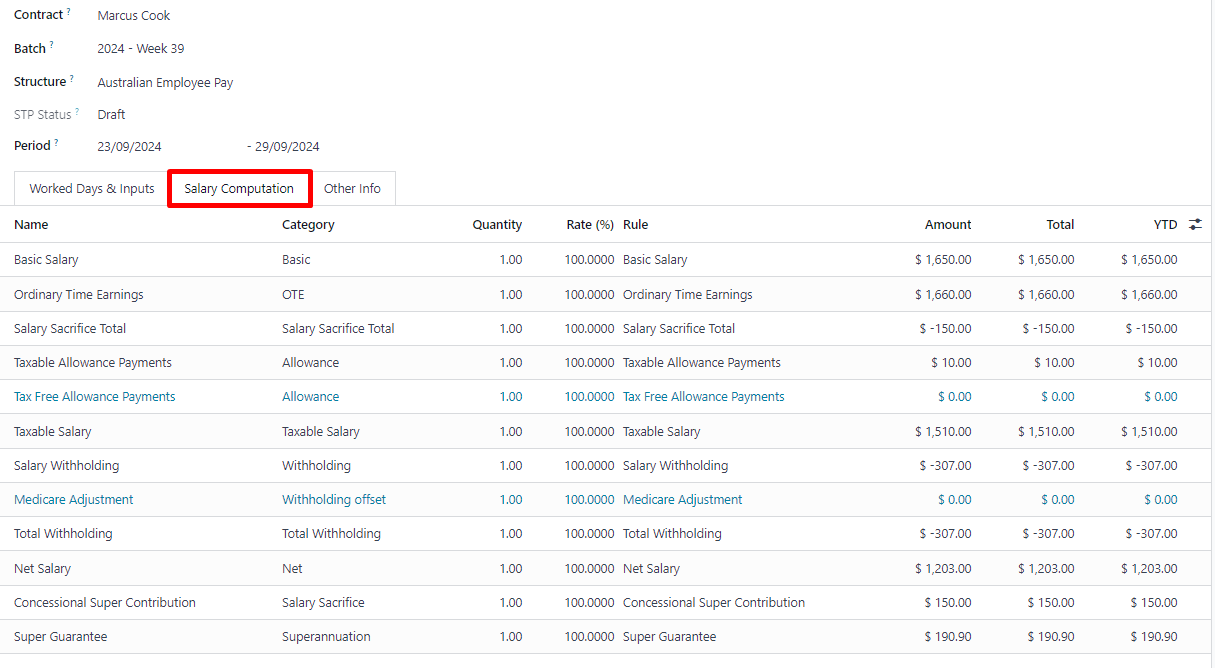 Contract ? Marcus Cook
Batch ? 2024 - Week 39
Structure ? Australian Employee Pay
STP Status ? Draft
Period ? 23/09/2024 - 29/09/2024
Worked Days & Inputs Salary Computation Other Info
Name Category Quantity Rate (%) Rule Amount Total YTD
Basic Salary Basic 1.00 100.0000 Basic Salary $ 1,650.00 $ 1,650.00 $ 1,650.00
Ordinary Time Earnings OTE 1.00 100.0000 Ordinary Time Earnings $ 1,660.00 $ 1,660.00 $ 1,660.00
Salary Sacrifice Total Salary Sacrifice Total 1.00 100.0000 Salary Sacrifice Total $ -150.00 $ -150.00 $ -150.00
Taxable Allowance Payments Allowance 1.00 100.0000 Taxable Allowance Payments $ 10.00 $ 10.00 $ 10.00
Tax Free Allowance Payments Allowance 1.00 100.0000 Tax Free Allowance Payments $ 0.00 $ 0.00 $ 0.00
Taxable Salary Taxable Salary 1.00 100.0000 Taxable Salary $ 1,510.00 $ 1,510.00 $ 1,510.00
Salary Withholding Withholding 1.00 100.0000 Salary Withholding $ -307.00 $ -307.00 $ -307.00
Medicare Adjustment Withholding offset 1.00 100.0000 Medicare Adjustment $ 0.00 $ 0.00 $ 0.00
Total Withholding Total Withholding 1.00 100.0000 Total Withholding $ -307.00 $ -307.00 $ -307.00
Net Salary Net 1.00 100.0000 Net Salary $ 1,203.00 $ 1,203.00 $ 1,203.00
Concessional Super Contribution Salary Sacrifice 1.00 100.0000 Concessional Super Contribution $ 150.00 $ 150.00 $ 150.00
Super Guarantee Superannuation 1.00 100.0000 Super Guarantee $ 190.90 $ 190.90 $ 190.90